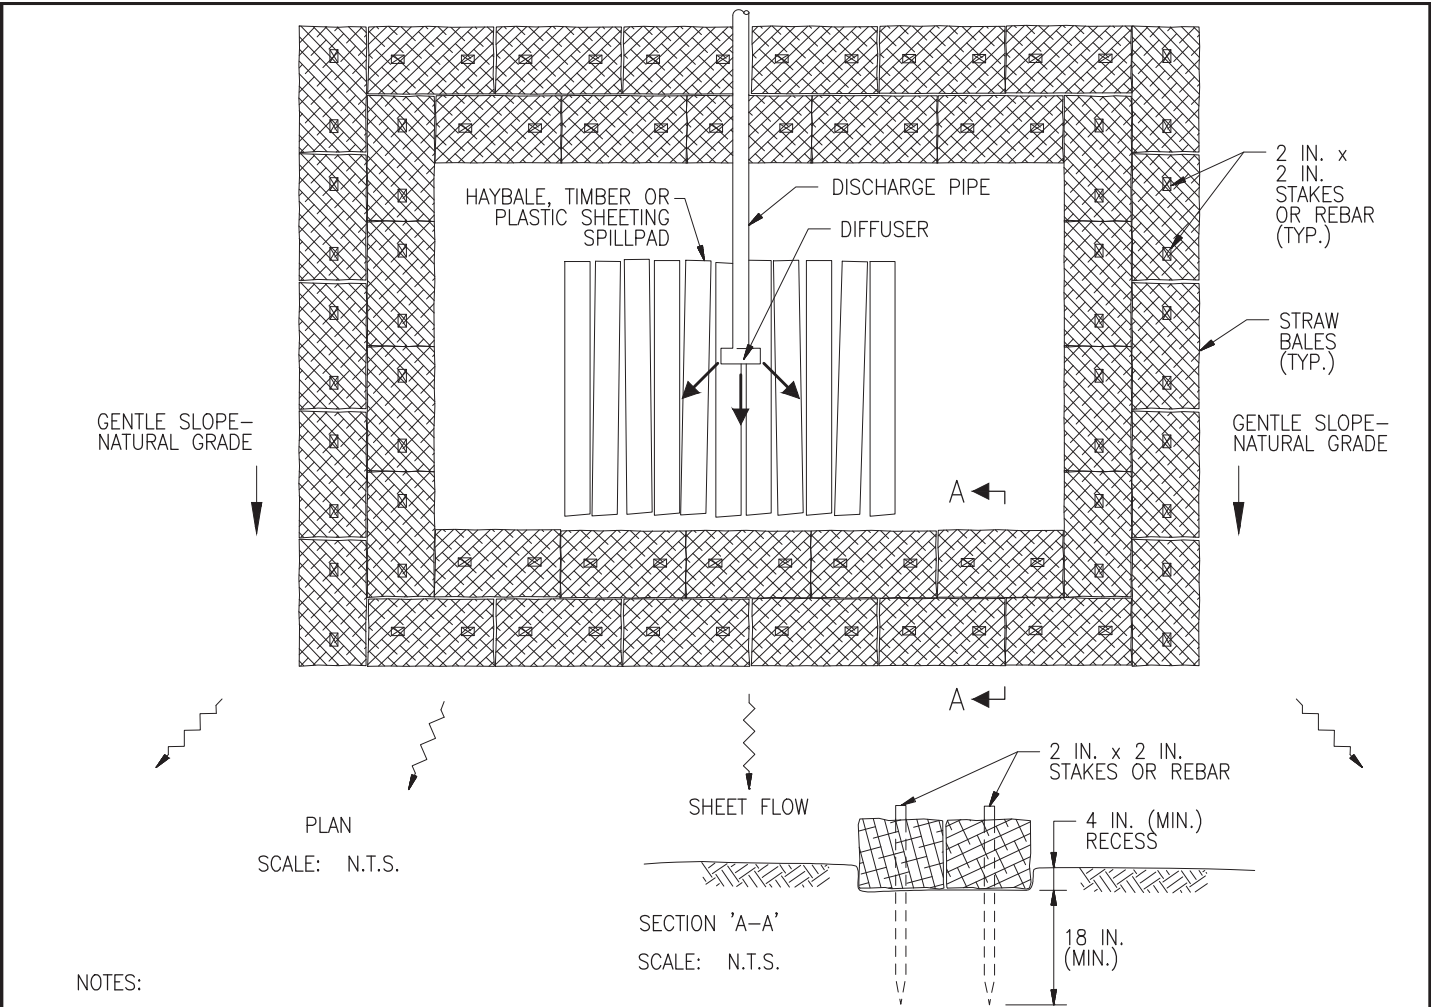 HAYBALE, TIMBER OR
PLASTIC SHEETING
SPILLPAD
DISCHARGE PIPE
DIFFUSER
2 IN. x
2 IN.
STAKES
OR REBAR
(TYP.)
STRAW
BALES
(TYP.)
GENTLE SLOPE-
NATURAL GRADE
GENTLE SLOPE-
NATURAL GRADE
A
A
2 IN. x 2 IN.
STAKES OR REBAR
SHEET FLOW
4 IN. (MIN.)
RECESS
PLAN
SCALE: N.T.S.
SECTION 'A-A'
SCALE: N.T.S.
18 IN.
(MIN.)
NOTES: